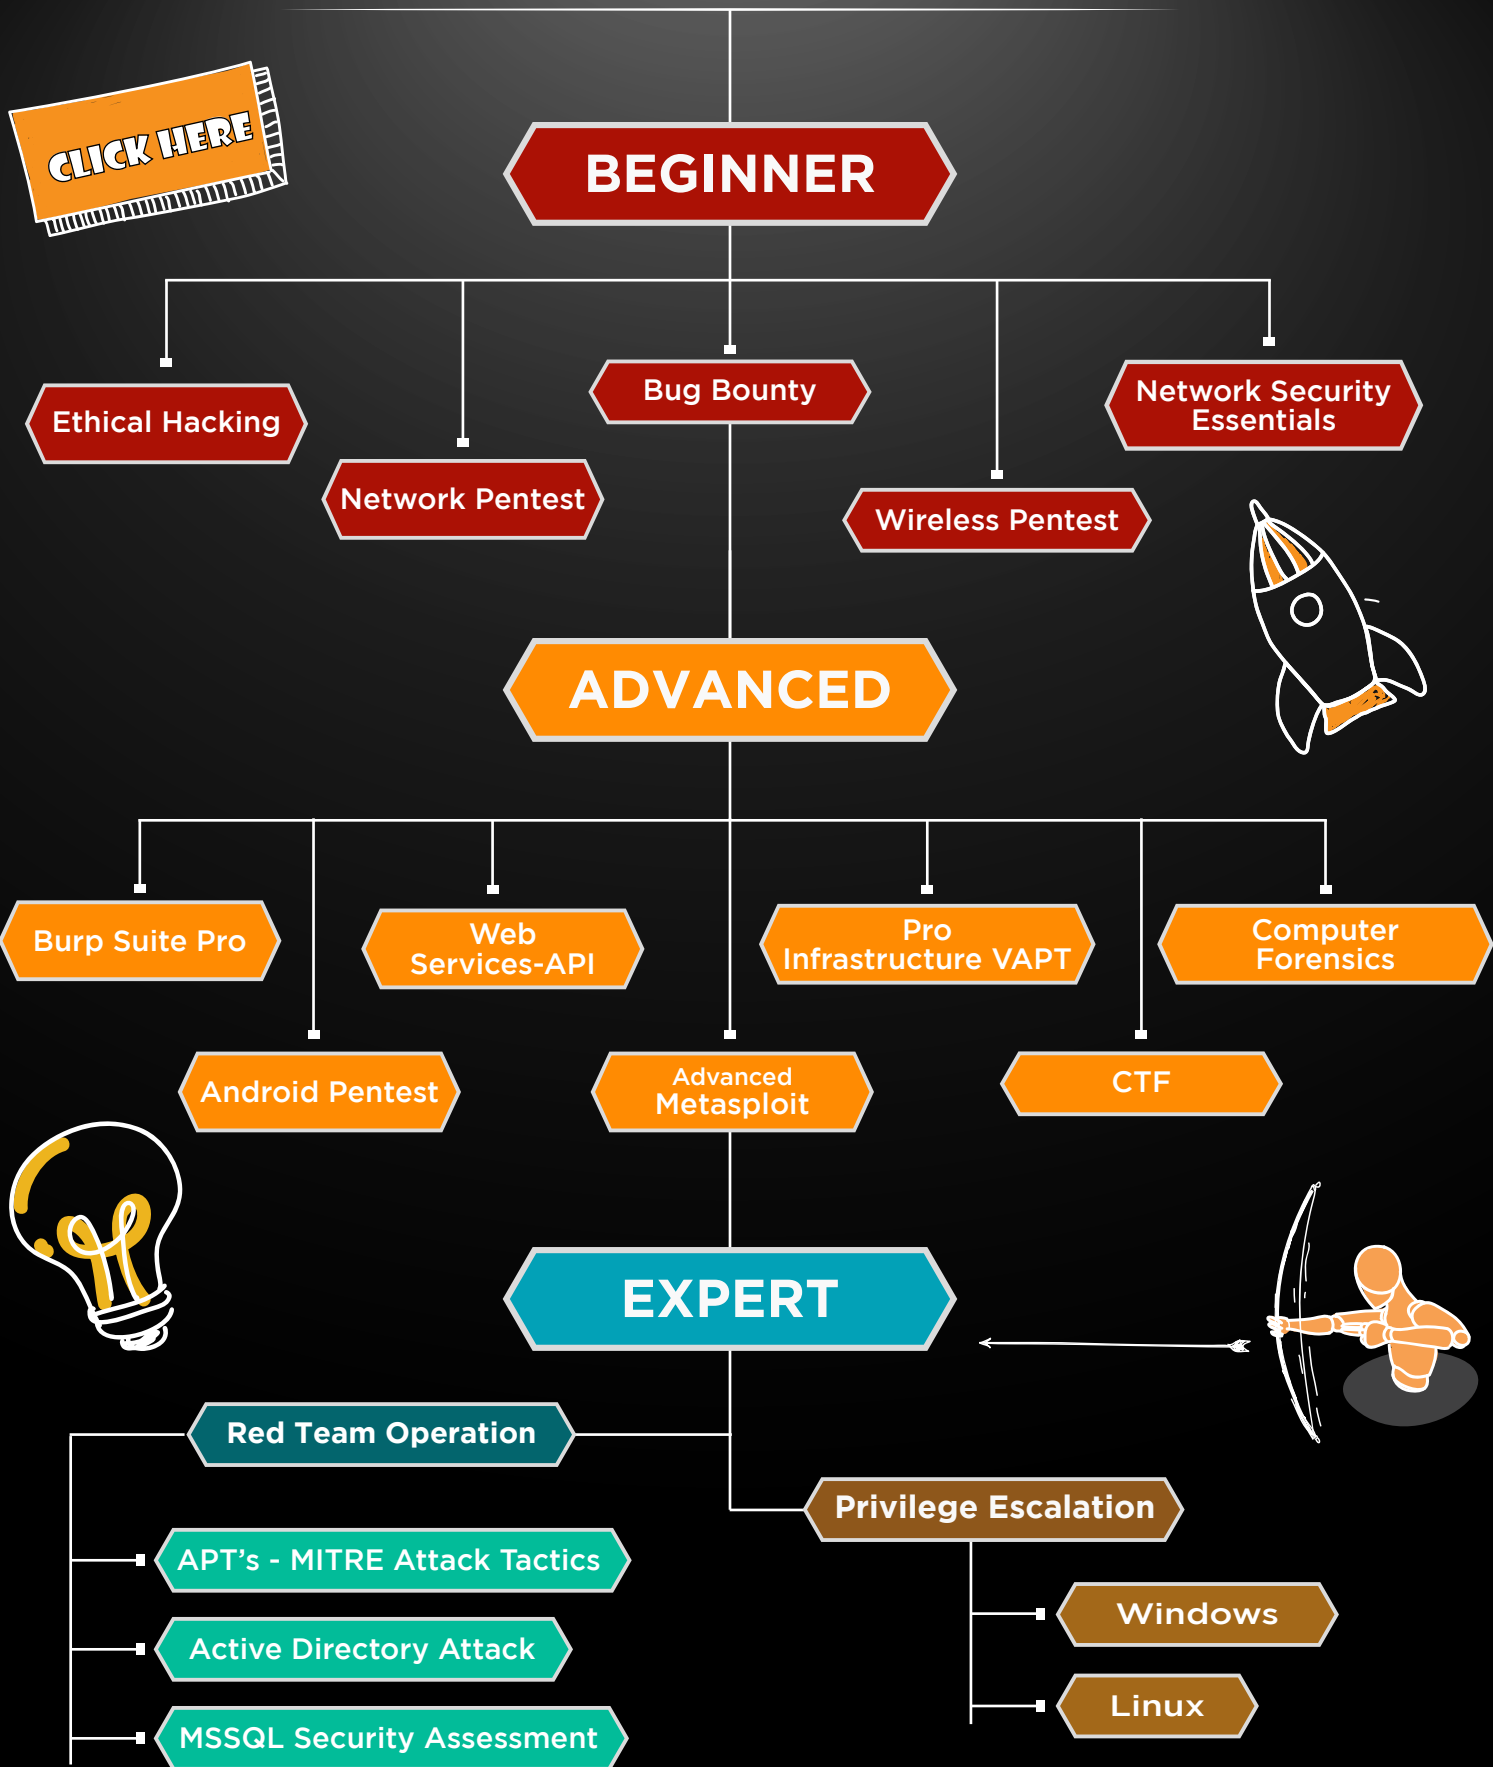 CLICK HERE
BEGINNER
Ethical Hacking
Network Pentest
Bug Bounty
Wireless Pentest
Network Security
Essentials
ADVANCED
Burp Suite Pro
Android Pentest
Web
Services-API
Advanced
Metasploit
Pro
Infrastructure VAPT
CTF
Computer
Forensics
EXPERT
Red Team Operation
APT’s - MITRE Attack Tactics
Active Directory Attack
MSSQL Security Assessment
Privilege Escalation
Windows
Linux